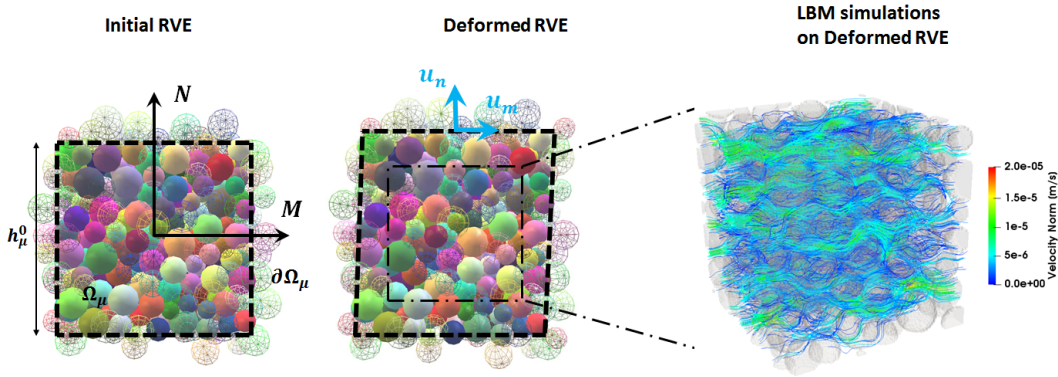 Initial RVE
Deformed RVE
LBM simulations
on Deformed RVE
N
M
h_μ^0
Ω_μ
∂Ω_μ
u_n
u_m
2.0e-05
1.5e-5
1e-5
5e-6
0.0e+00
Velocity Norm (m/s)